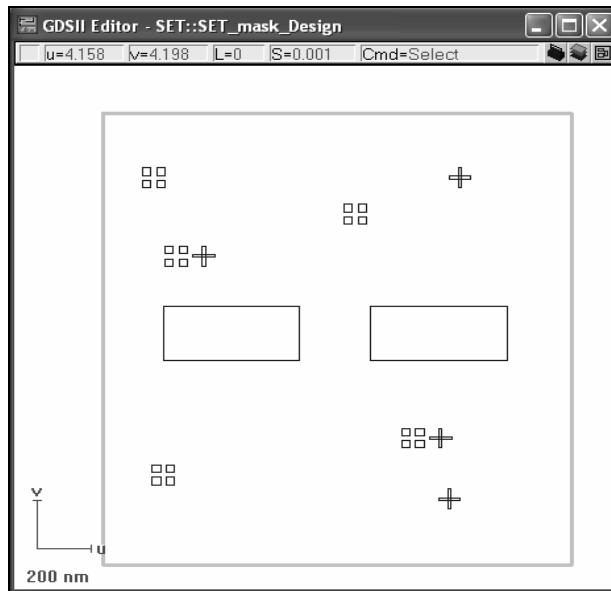 GDSII Editor - SET::SET_mask_Design
u=4.158 v=4.198 L=0 S=0.001 Cmd=Select
v
u
200 nm